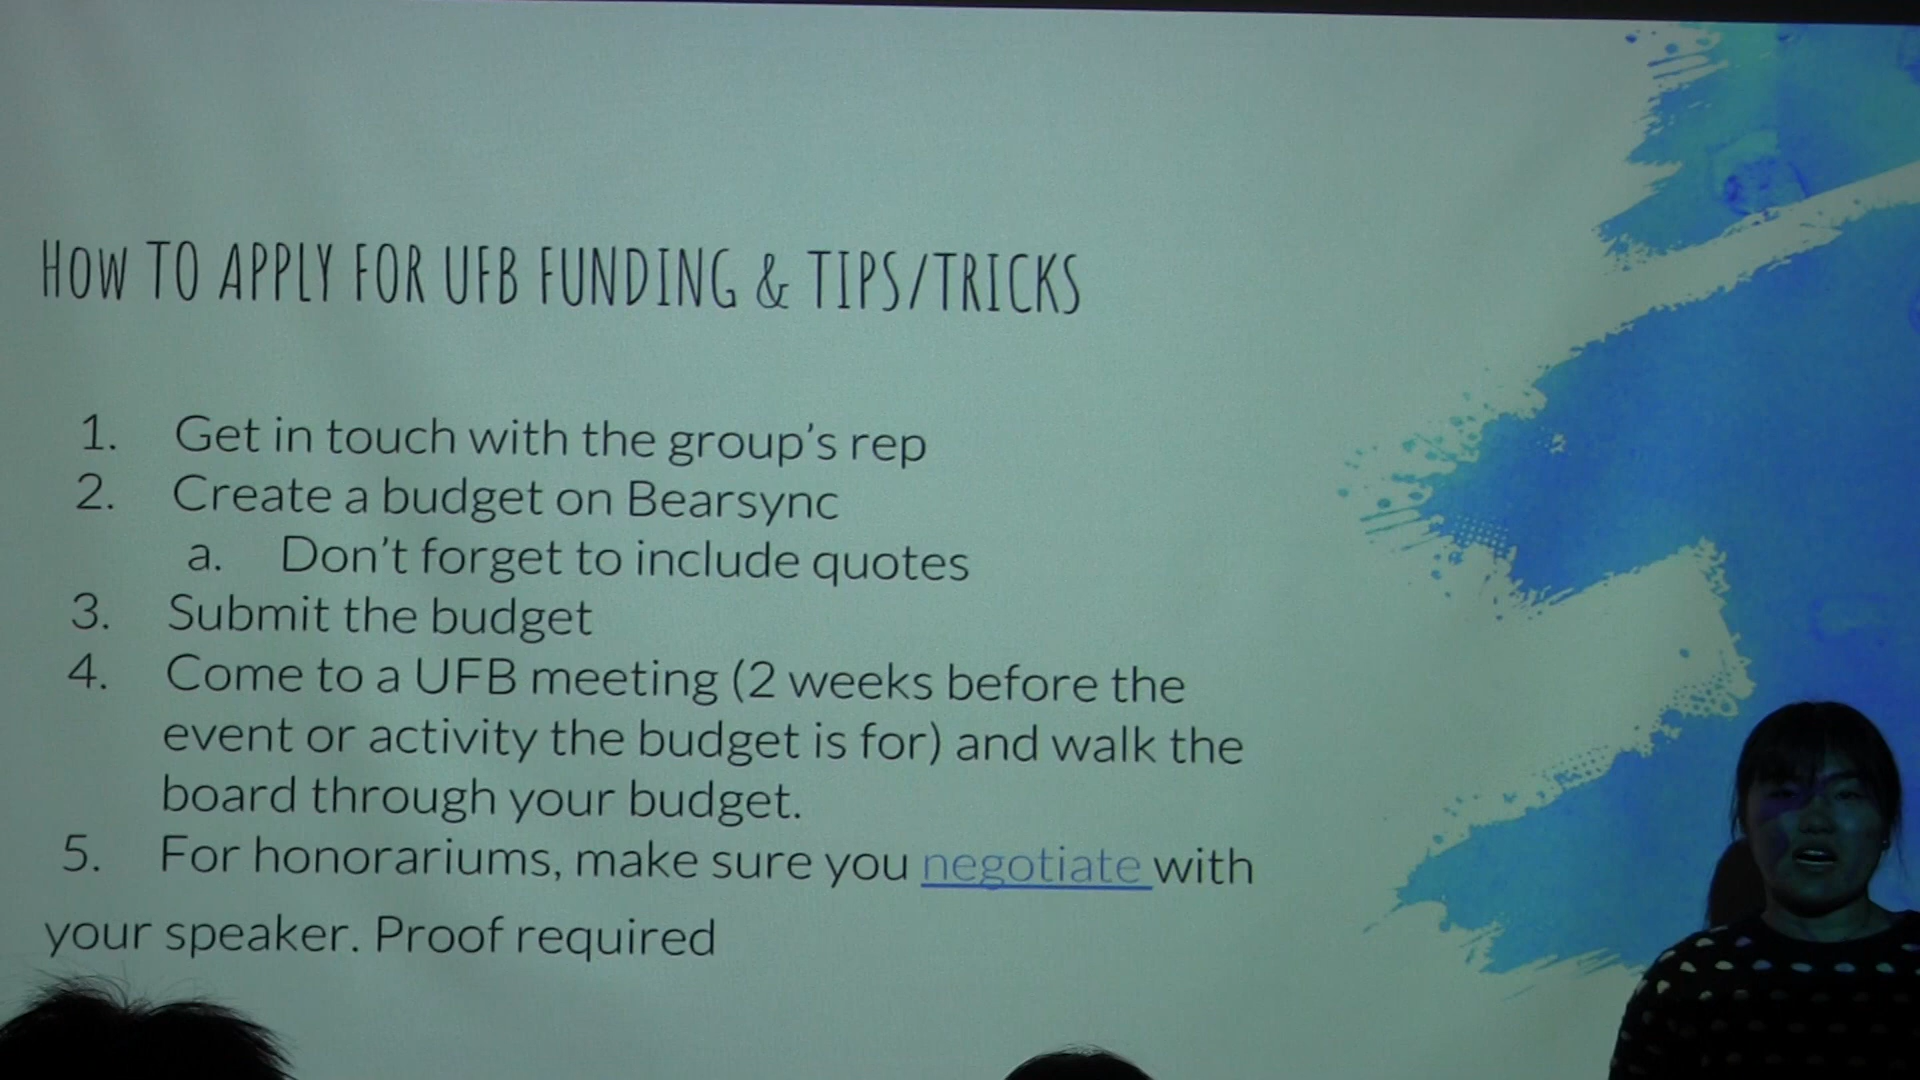 HOW TO APPLY FOR UFB FUNDING & TIPS/TRICKS
1. Get in touch with the group's rep
2. Create a budget on Bearsync
a. Don't forget to include quotes
3. Submit the budget
4. Come to a UFB meeting (2 weeks before the
event or activity the budget is for) and walk the
board through your budget.
5. For honorariums, make sure you negotiate with
your speaker. Proof required